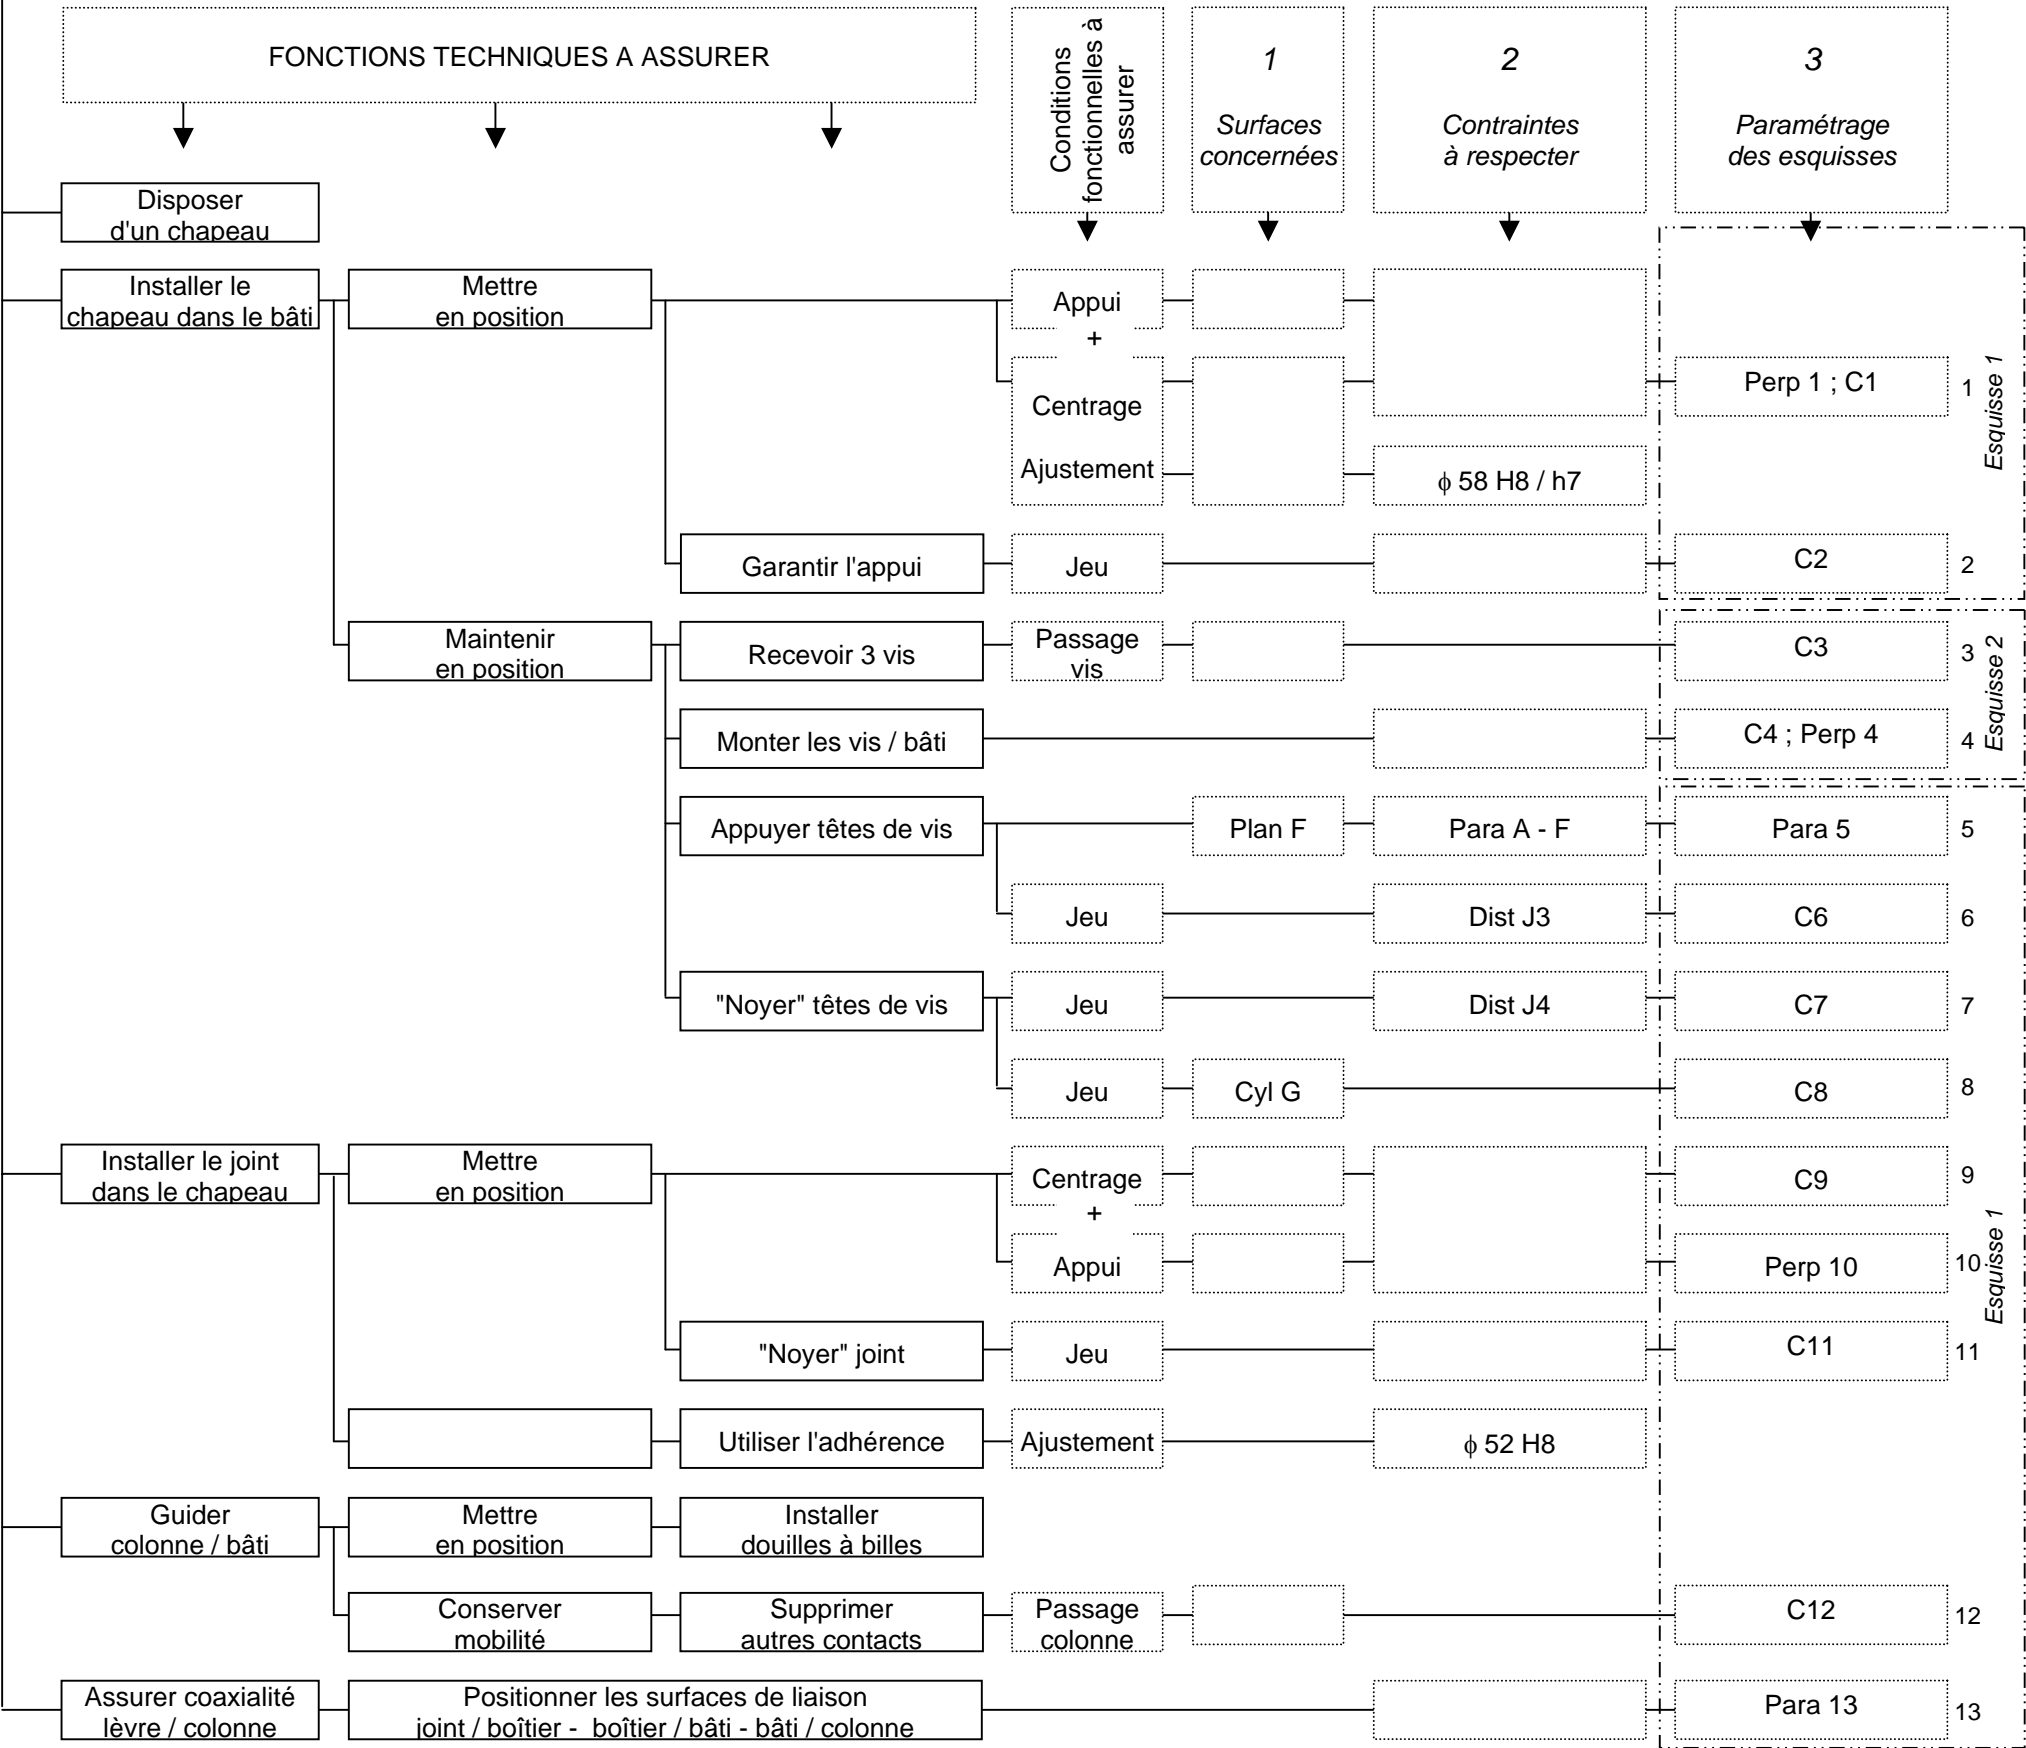 FONCTIONS TECHNIQUES A ASSURER
Conditions
fonctionnelles à
assurer
1
Surfaces
concernées
2
Contraintes
à respecter
3
Paramétrage
des esquisses
Disposer
d'un chapeau
Installer le
chapeau dans le bâti
Mettre
en position
Appui
+
Centrage
Ajustement
Perp 1 ; C1
1
ϕ 58 H8 / h7
Esquisse 1
Garantir l'appui
Jeu
C2
2
Maintenir
en position
Recevoir 3 vis
Passage
vis
C3
3
Esquisse 2
Monter les vis / bâti
C4 ; Perp 4
4
Appuyer têtes de vis
Plan F
Para A - F
Para 5
5
Jeu
Dist J3
C6
6
"Noyer" têtes de vis
Jeu
Dist J4
C7
7
Jeu
Cyl G
C8
8
Installer le joint
dans le chapeau
Mettre
en position
Centrage
+
C9
9
Appui
Perp 10
10
Esquisse 1
"Noyer" joint
Jeu
C11
11
Utiliser l'adhérence
Ajustement
ϕ 52 H8
Guider
colonne / bâti
Mettre
en position
Installer
douilles à billes
Conserver
mobilité
Supprimer
autres contacts
Passage
colonne
C12
12
Assurer coaxialité
lèvre / colonne
Positionner les surfaces de liaison
joint / boîtier - boîtier / bâti - bâti / colonne
Para 13
13